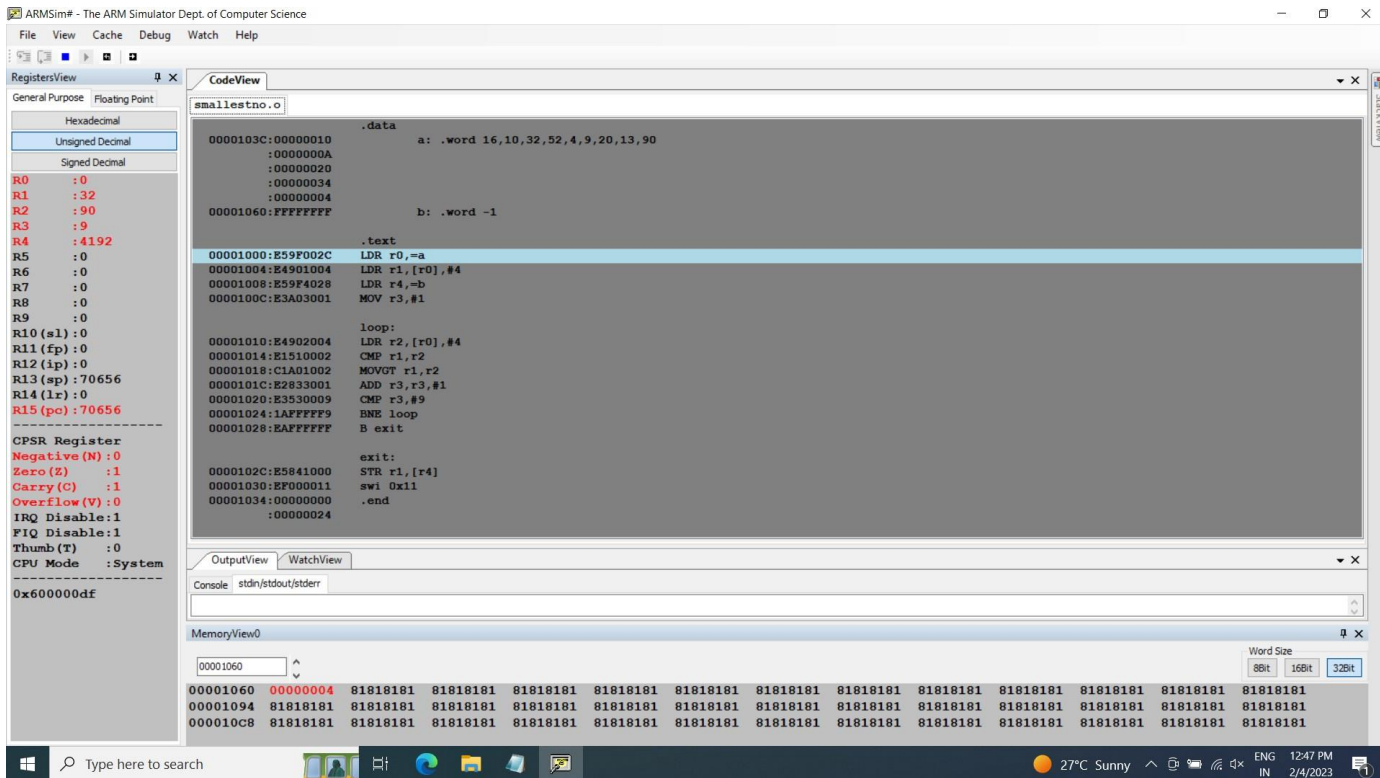 ARMSim# - The ARM Simulator Dept. of Computer Science
File View Cache Debug Watch Help
RegistersView
General Purpose Floating Point
Hexadecimal
Unsigned Decimal
Signed Decimal
R0 :0
R1 :32
R2 :90
R3 :9
R4 :4192
R5 :0
R6 :0
R7 :0
R8 :0
R9 :0
R10(sl):0
R11(fp):0
R12(ip):0
R13(sp):70656
R14(lr):0
R15(pc):70656
-------------------
CPSR Register
Negative(N):0
Zero(Z) :1
Carry(C) :1
Overflow(V):0
IRQ Disable:1
FIQ Disable:1
Thumb(T) :0
CPU Mode :System
-------------------
0x600000df
CodeView
smallestno.o
.data
0000103C:00000010 a: .word 16,10,32,52,4,9,20,13,90
:0000000A
:00000020
:00000034
:00000004
00001060:FFFFFFFF b: .word -1
.text
00001000:E59F002C LDR r0,=a
00001004:E4901004 LDR r1,[r0],#4
00001008:E59F4028 LDR r4,=b
0000100C:E3A03001 MOV r3,#1
loop:
00001010:E4902004 LDR r2,[r0],#4
00001014:E1510002 CMP r1,r2
00001018:C1A01002 MOVGT r1,r2
0000101C:E2833001 ADD r3,r3,#1
00001020:E3530009 CMP r3,#9
00001024:1AFFFFF9 BNE loop
00001028:EAFFFFFF B exit
exit:
0000102C:E5841000 STR r1,[r4]
00001030:EF000011 swi 0x11
00001034:00000000 .end
:00000024
OutputView WatchView
Console stdin/stdout/stderr
MemoryView0
Word Size
00001060 8Bit 16Bit 32Bit
00001060 00000004 81818181 81818181 81818181 81818181 81818181 81818181 81818181 81818181 81818181 81818181 81818181 81818181
00001094 81818181 81818181 81818181 81818181 81818181 81818181 81818181 81818181 81818181 81818181 81818181 81818181 81818181
000010C8 81818181 81818181 81818181 81818181 81818181 81818181 81818181 81818181 81818181 81818181 81818181 81818181 81818181
Type here to search
27°C Sunny
ENG
IN
12:47 PM
2/4/2023
1